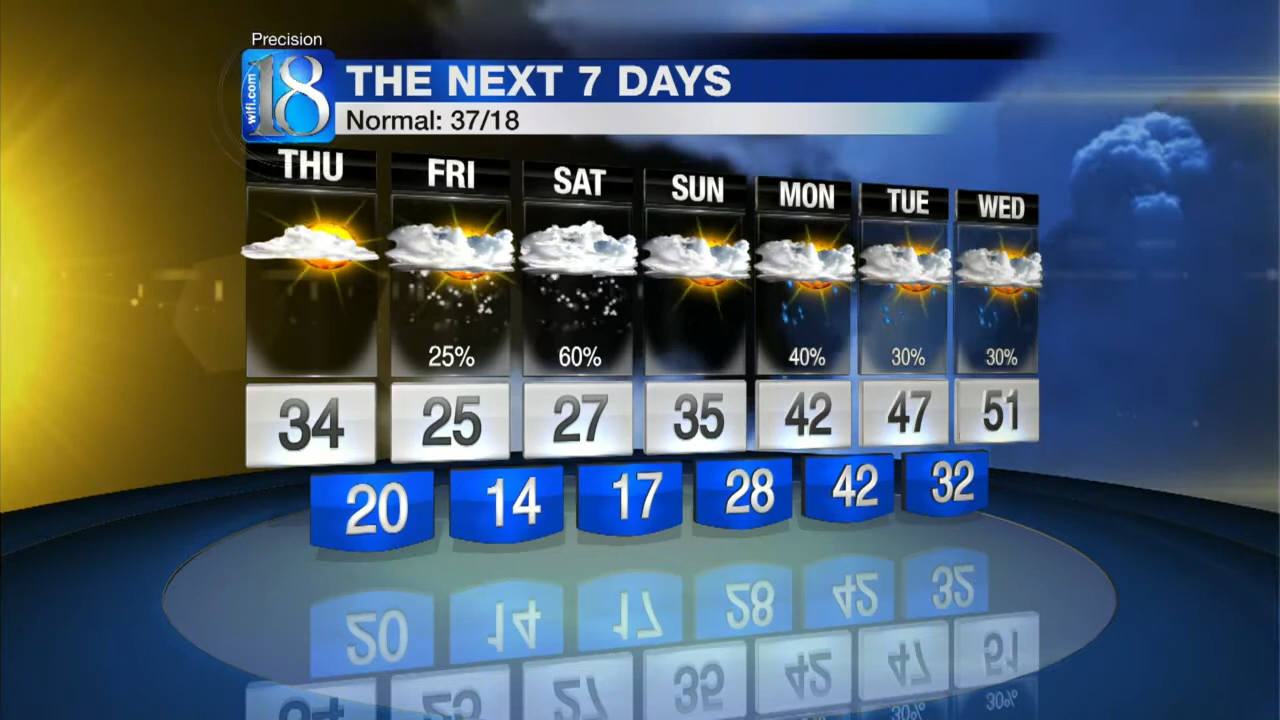 Precision
wlfi.com
18
THE NEXT 7 DAYS
Normal: 37/18
THU FRI SAT SUN MON TUE WED
25% 60% 40% 30% 30%
34 25 27 35 42 47 51
20 14 17 28 42 32